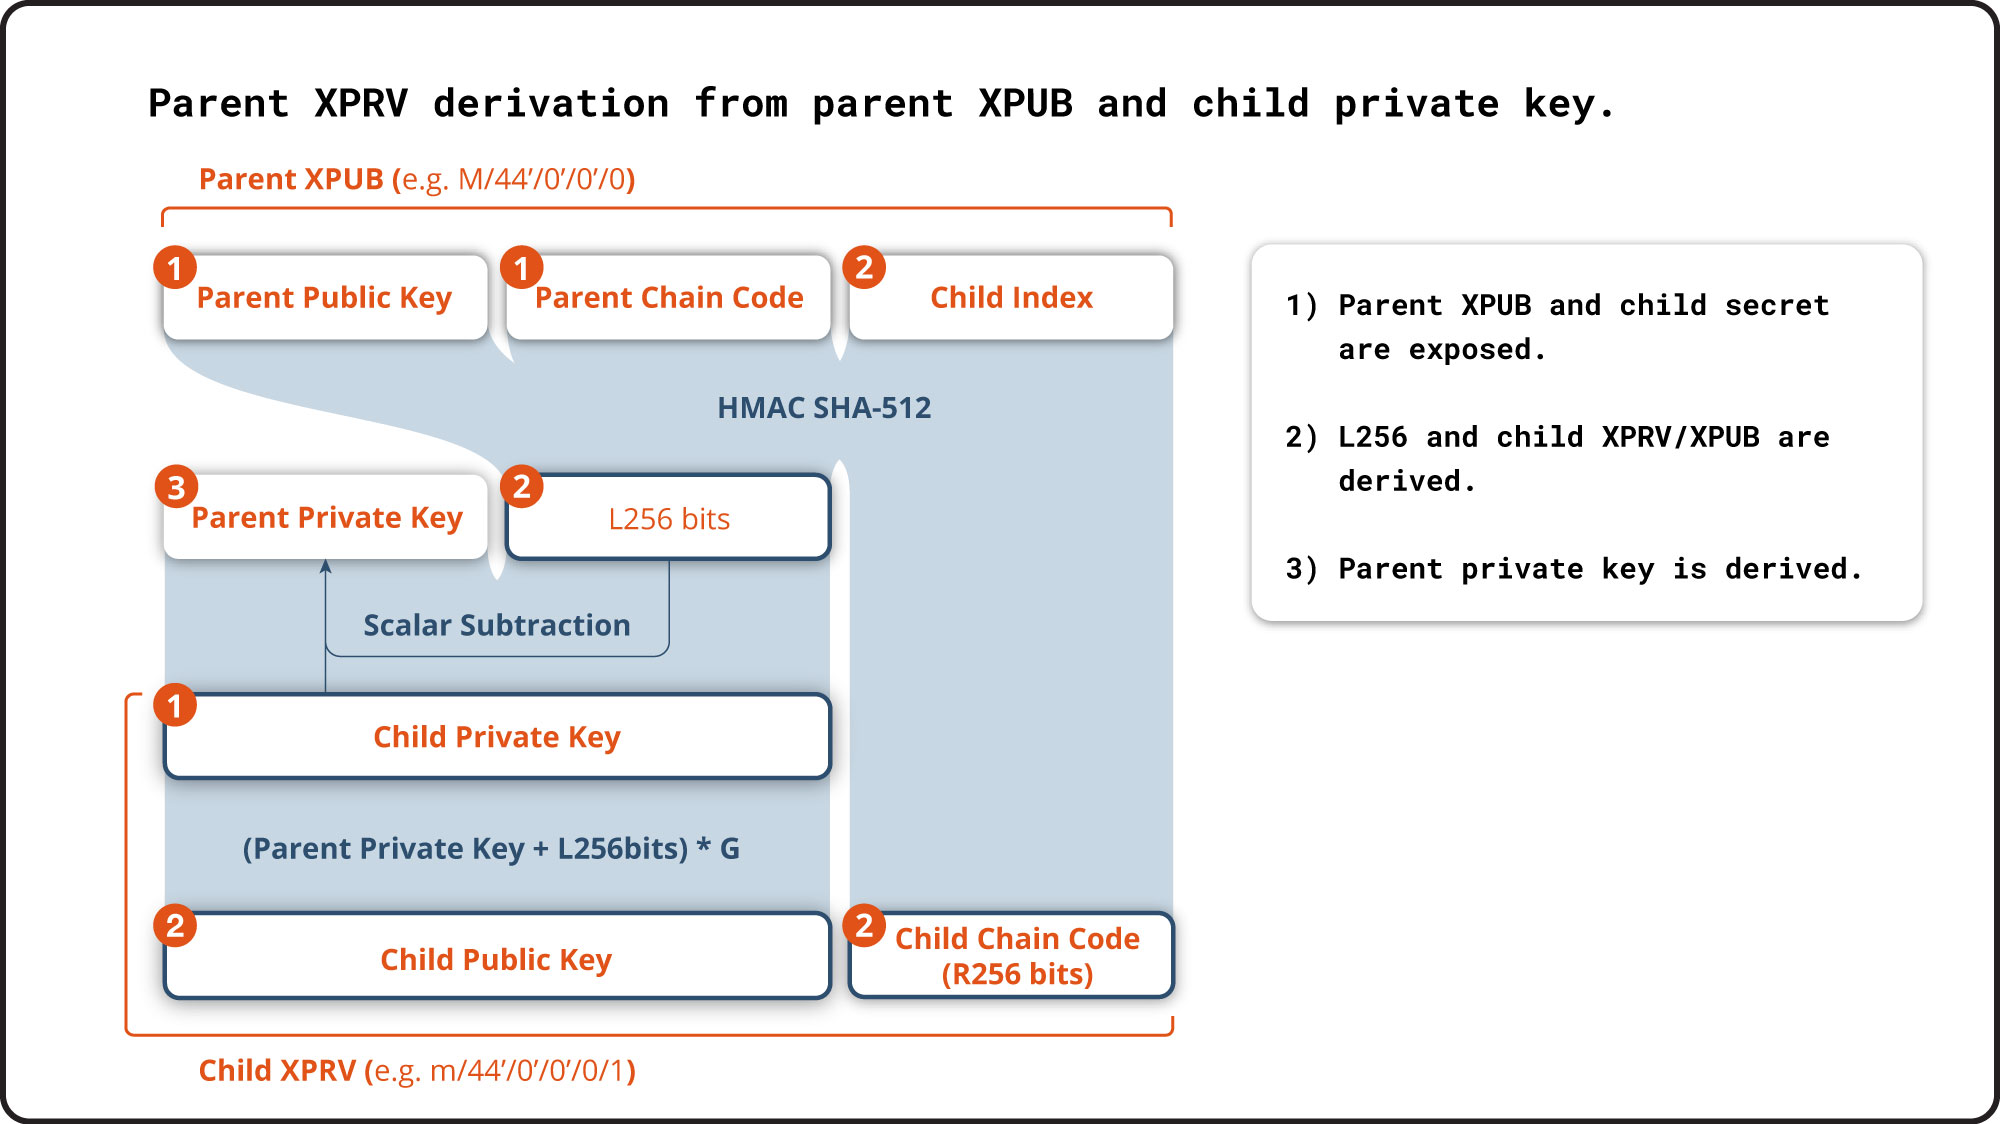 Parent XPRV derivation from parent XPUB and child private key.
Parent XPUB (e.g. M/44’/0’/0’/0)
1
Parent Public Key
1
Parent Chain Code
2
Child Index
HMAC SHA-512
3
Parent Private Key
2
L256 bits
Scalar Subtraction
1
Child Private Key
(Parent Private Key + L256bits) * G
2
Child Public Key
2
Child Chain Code
(R256 bits)
Child XPRV (e.g. m/44’/0’/0’/0/1)
1) Parent XPUB and child secret
are exposed.
2) L256 and child XPRV/XPUB are
derived.
3) Parent private key is derived.